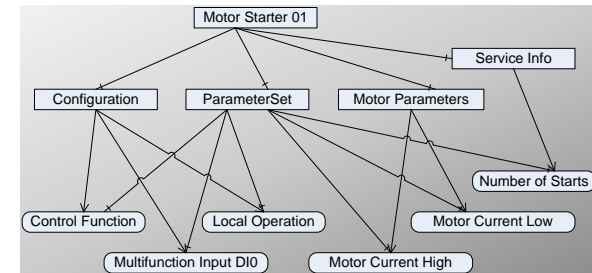 Motor Starter 01
Service Info
Configuration
ParameterSet
Motor Parameters
Number of Starts
Control Function
Local Operation
Motor Current Low
Multifunction Input DI0
Motor Current High